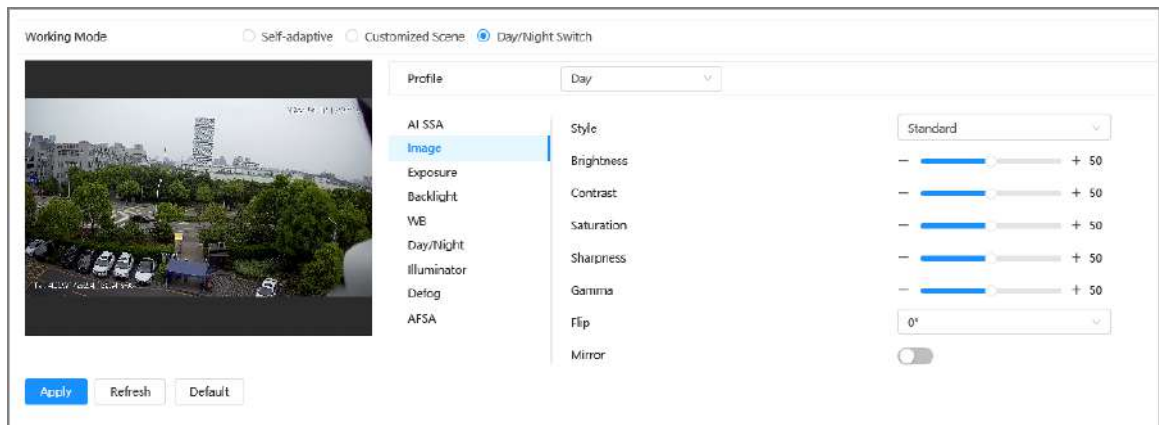 Working Mode Self-adaptive Customized Scene Day/Night Switch
Profile Day
AI SSA
Image
Exposure
Backlight
WB
Day/Night
Illuminator
Defog
AFSA
Style Standard
Brightness − + 50
Contrast − + 50
Saturation − + 50
Sharpness − + 50
Gamma − + 50
Flip 0°
Mirror
Apply Refresh Default